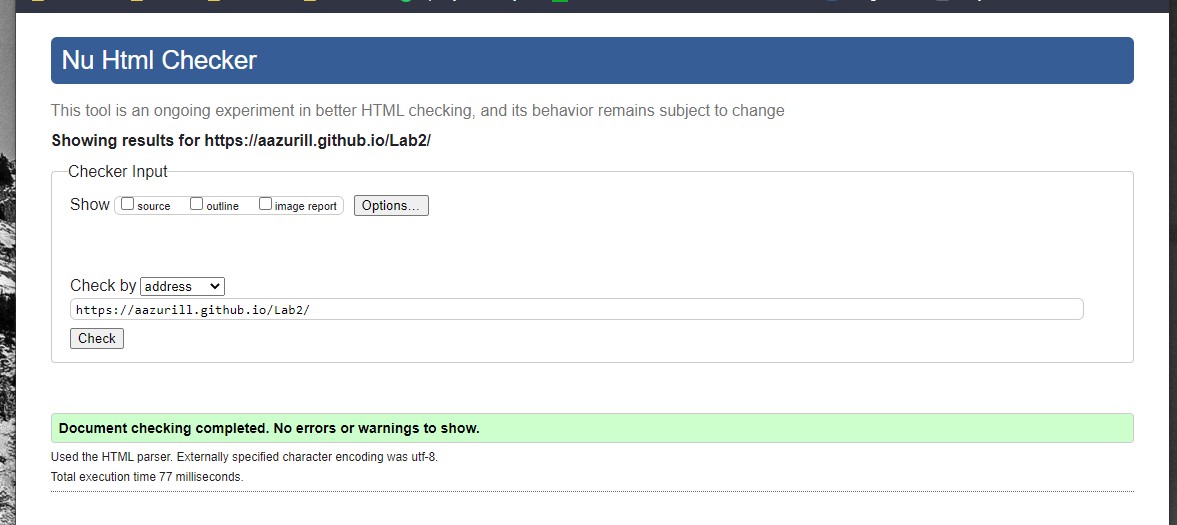 Nu Html Checker
This tool is an ongoing experiment in better HTML checking, and its behavior remains subject to change
Showing results for https://aazurill.github.io/Lab2/
Checker Input
Show source outline image report Options...
Check by address
https://aazurill.github.io/Lab2/
Check
Document checking completed. No errors or warnings to show.
Used the HTML parser. Externally specified character encoding was utf-8.
Total execution time 77 milliseconds.